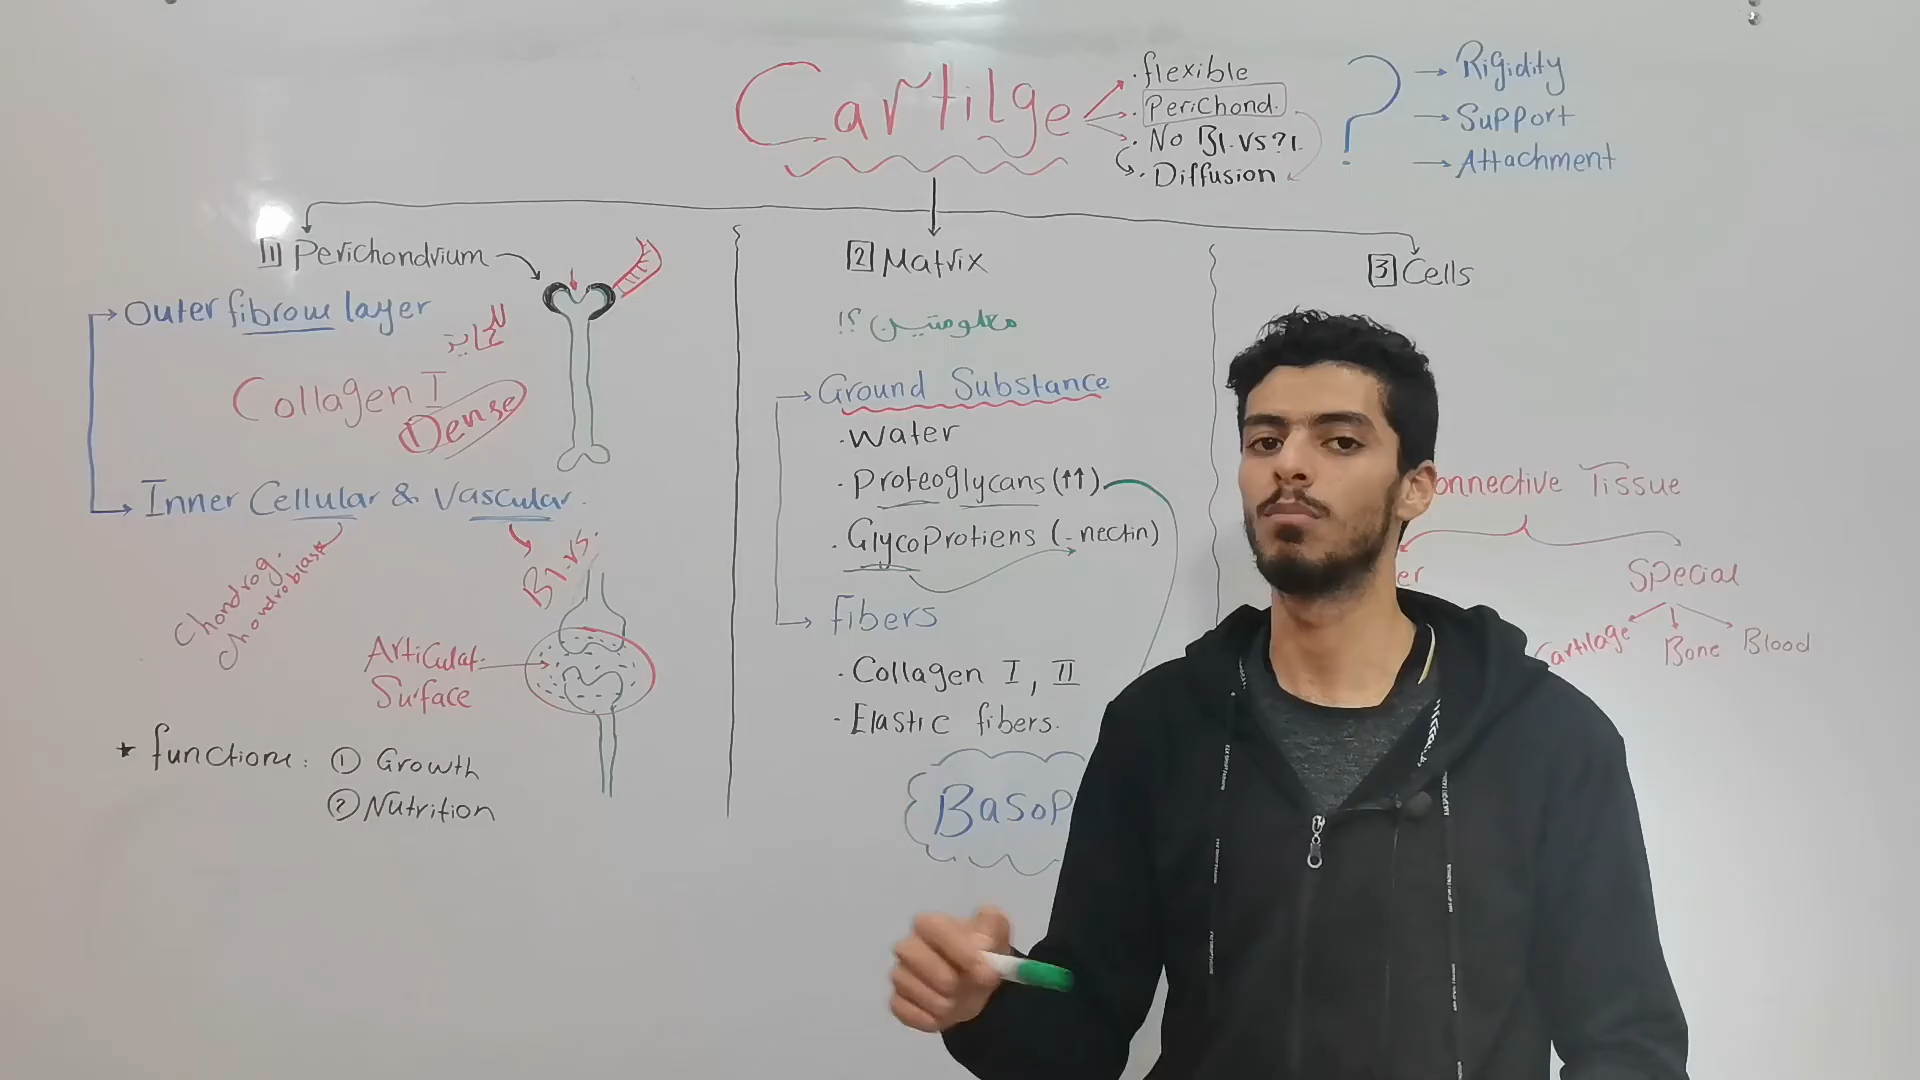 Cartilge
. flexible
. Perichond.
. No Bl.vs?!.
. Diffusion
?
→ Rigidity
→ Support
→ Attachment
1 Perichondrium
→ Outer fibrous layer
Collagen I
Dense
→ Inner Cellular & Vascular.
Chondrog.
chondroblast
Bl.vs.
Articular
Surface
* functions: ① Growth
② Nutrition
2 Matrix
معلومتين ؟!
→ Ground Substance
. Water
. Proteoglycans (↑↑)
. GlycoProtiens (- nectin)
→ fibers
. Collagen I, II
- Elastic fibers.
Basop
3 Cells
onnective Tissue
er
Special
Cartilage
Bone
Blood